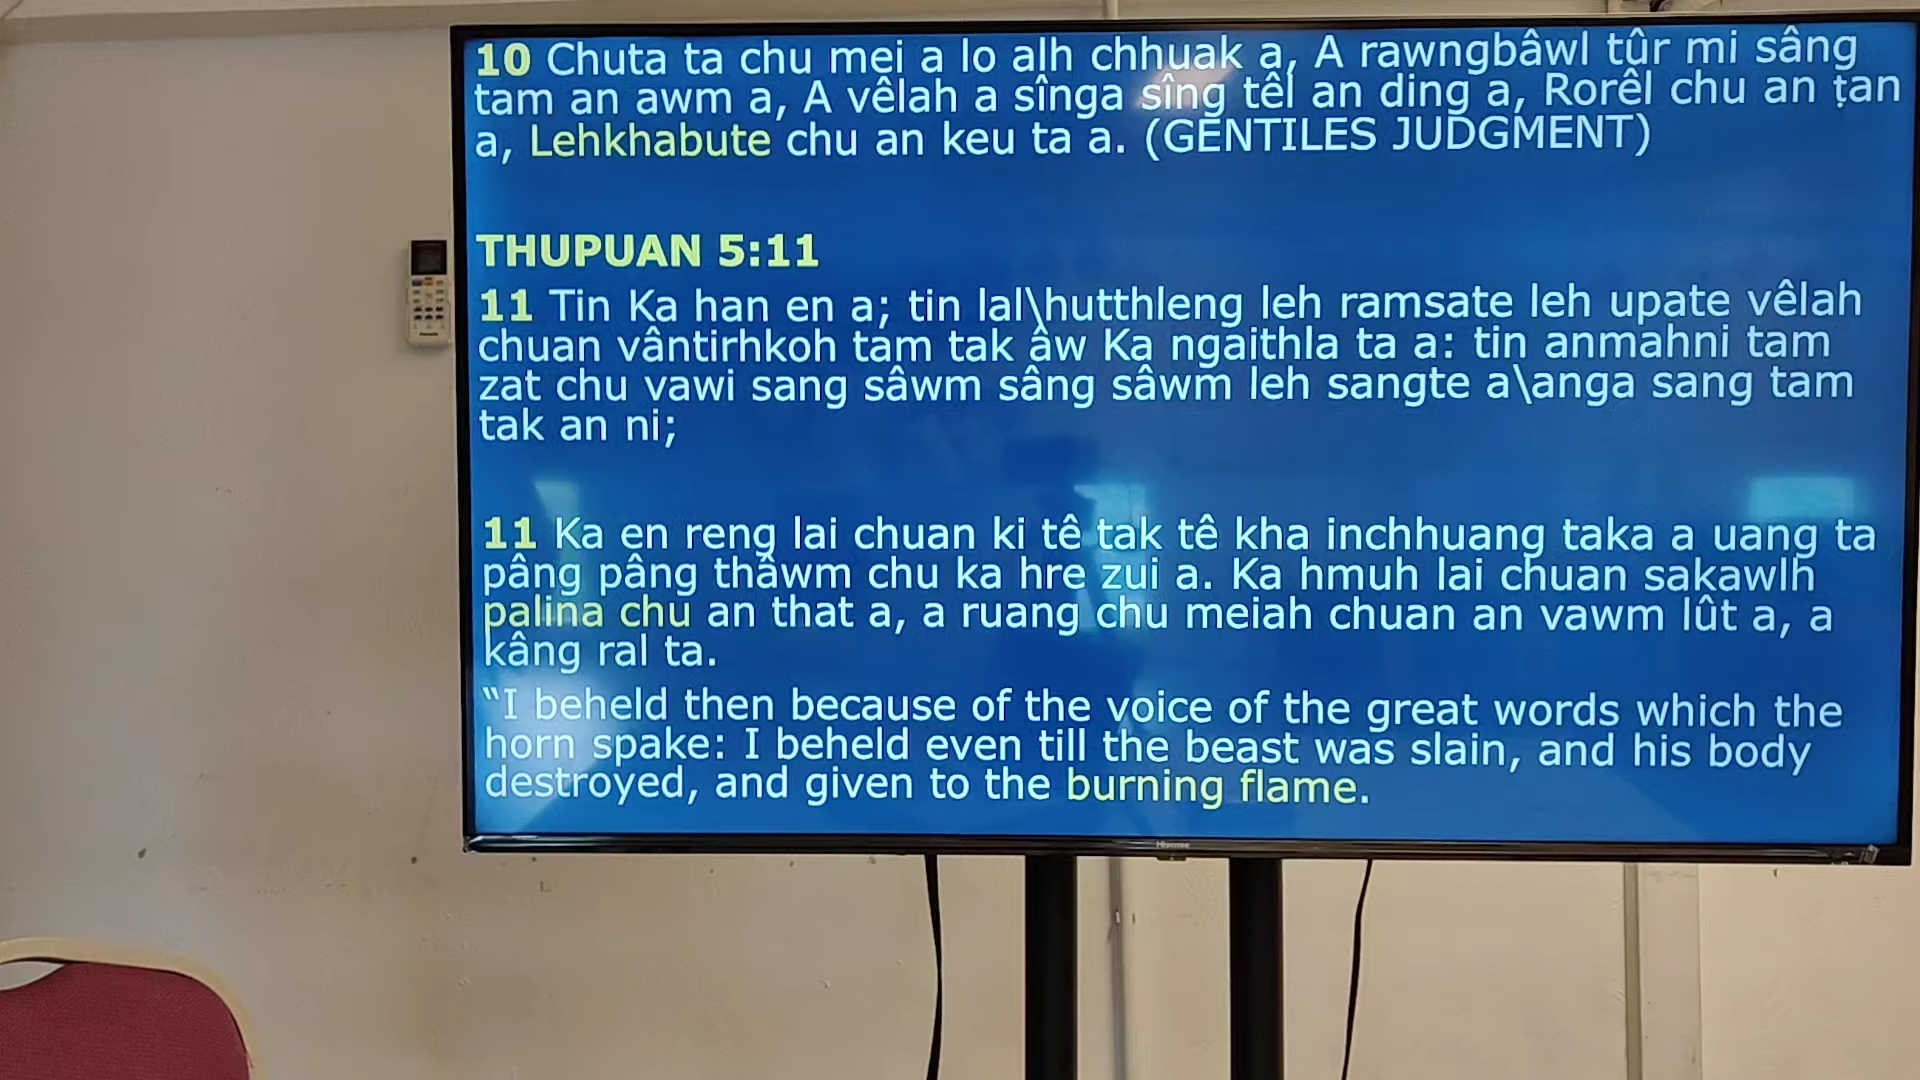 10 Chuta ta chu mei a lo alh chhuak a, A rawngbâwl tûr mi sâng
tam an awm a, A vêlah a sînga sîng têl an ding a, Rorêl chu an ṭan
a, Lehkhabute chu an keu ta a. (GENTILES JUDGMENT)
THUPUAN 5:11
11 Tin Ka han en a; tin lal\hutthleng leh ramsate leh upate vêlah
chuan vântirhkoh tam tak âw Ka ngaithla ta a: tin anmahni tam
zat chu vawi sang sâwm sâng sâwm leh sangte a\anga sang tam
tak an ni;
11 Ka en reng lai chuan ki tê tak tê kha inchhuang taka a uang ta
pâng pâng thâwm chu ka hre zui a. Ka hmuh lai chuan sakawlh
palina chu an that a, a ruang chu meiah chuan an vawm lût a, a
kâng ral ta.
“I beheld then because of the voice of the great words which the
horn spake: I beheld even till the beast was slain, and his body
destroyed, and given to the burning flame.
Hisense